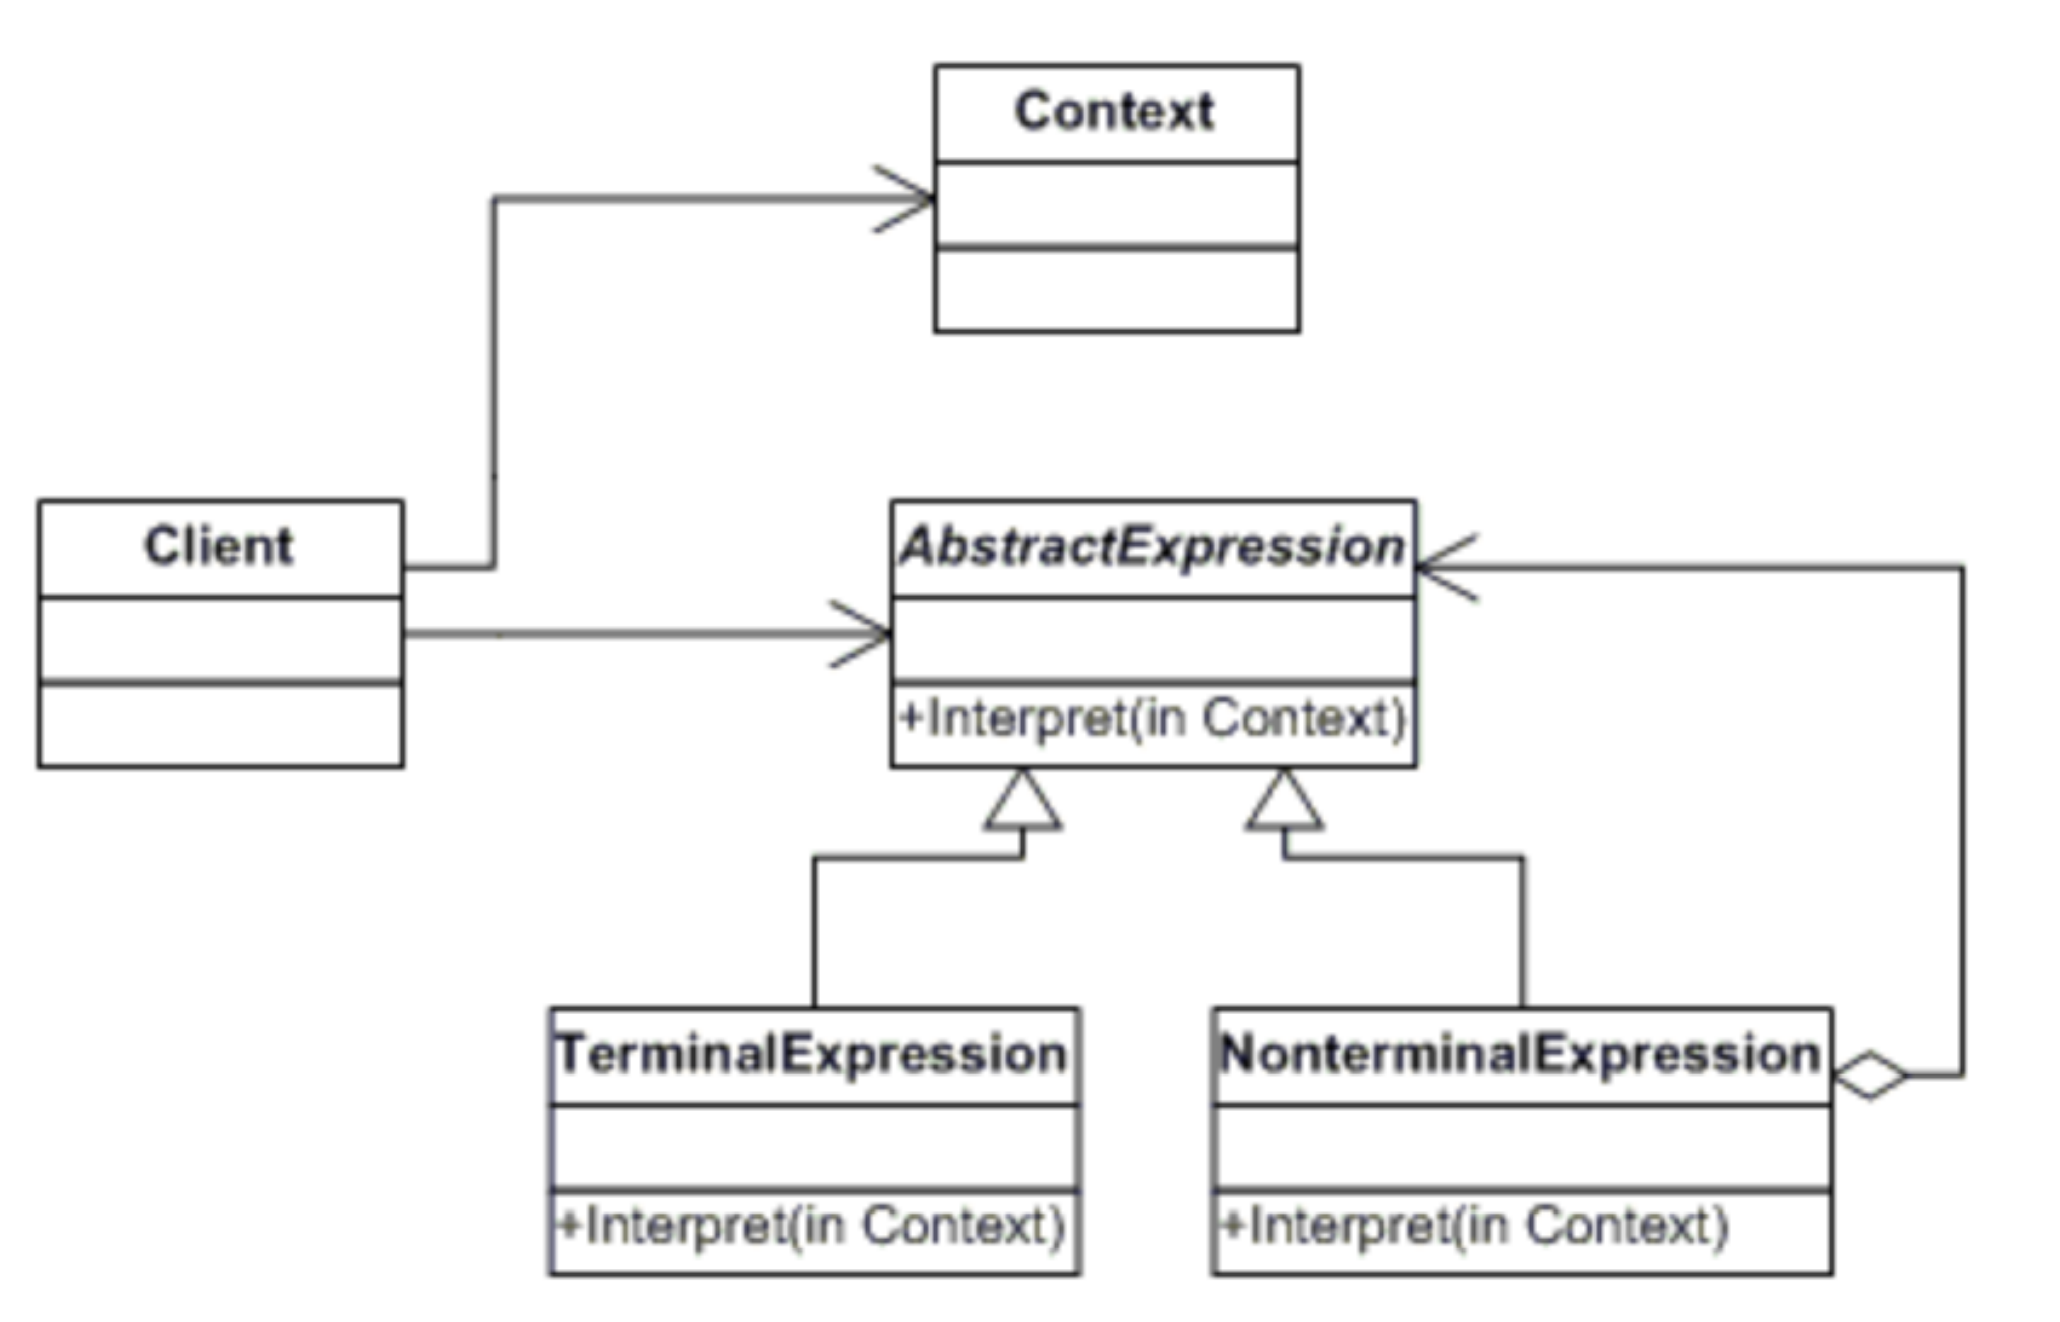 Context
Client
AbstractExpression
+Interpret(in Context)
TerminalExpression
+Interpret(in Context)
NonterminalExpression
+Interpret(in Context)